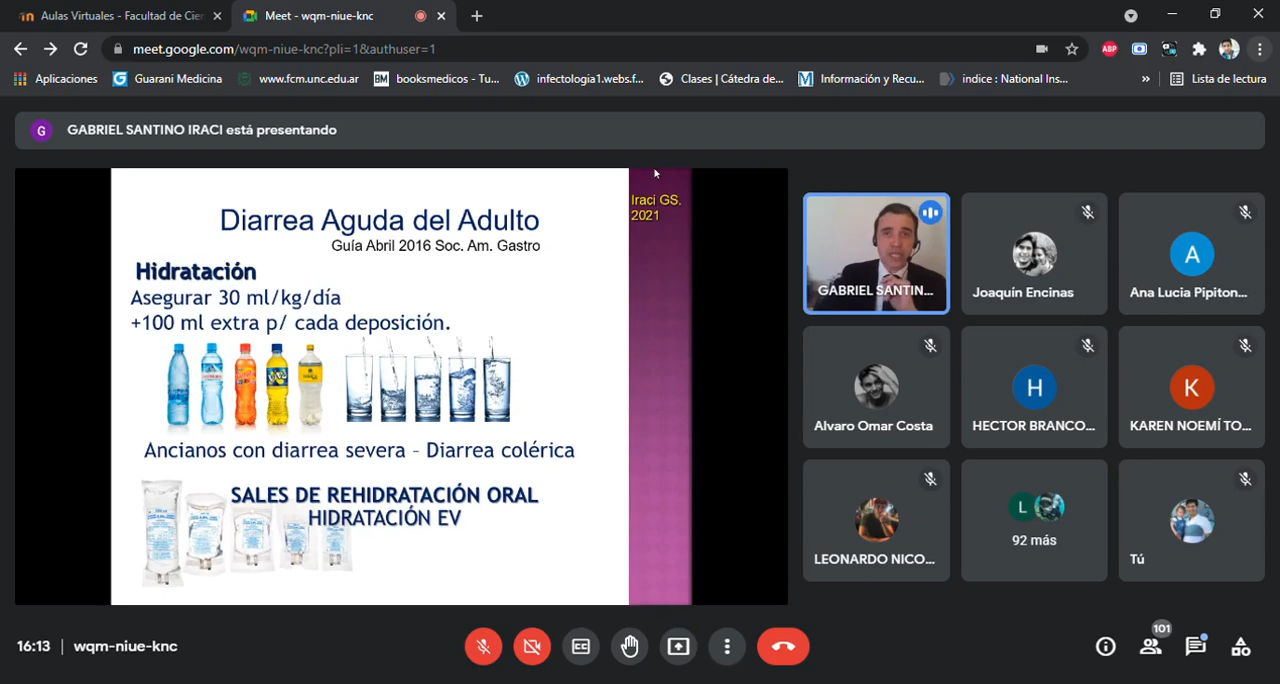 Aulas Virtuales - Facultad de Cier
Meet - wqm-niue-knc
meet.google.com/wqm-niue-knc?pli=1&authuser=1
ABP
Aplicaciones
Guarani Medicina
www.fcm.unc.edu.ar
BM
booksmedicos - Tu...
infectologia1.webs.f...
Clases | Cátedra de...
Información y Recu...
indice : National Ins...
»
Lista de lectura
G
GABRIEL SANTINO IRACI está presentando
Diarrea Aguda del Adulto
Guía Abril 2016 Soc. Am. Gastro
Hidratación
Asegurar 30 ml/kg/día
+100 ml extra p/ cada deposición.
Ancianos con diarrea severa – Diarrea colérica
SALES DE REHIDRATACIÓN ORAL
HIDRATACIÓN EV
Iraci GS.
2021
GABRIEL SANTIN...
Joaquín Encinas
A
Ana Lucia Pipiton...
Alvaro Omar Costa
H
HECTOR BRANCO...
K
KAREN NOEMÍ TO...
LEONARDO NICO...
L
92 más
Tú
16:13 | wqm-niue-knc
CC
101